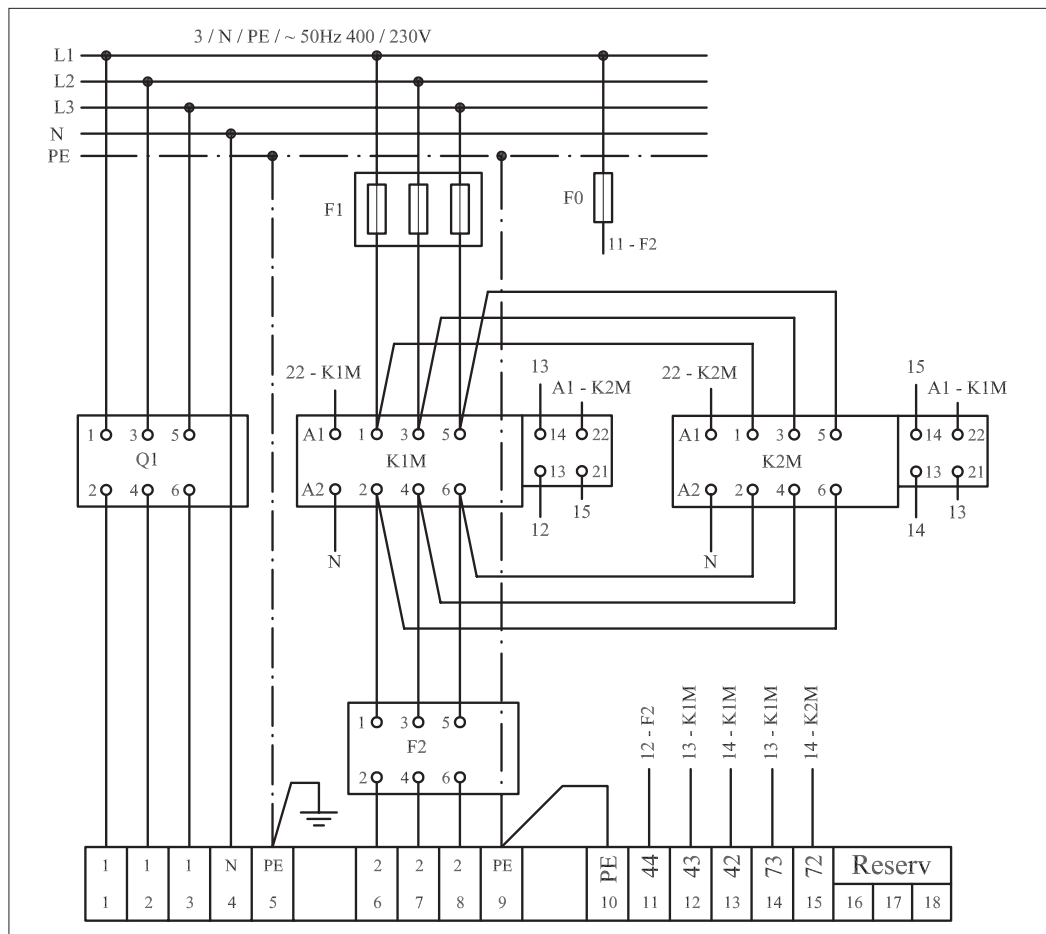 3 / N / PE / ~ 50Hz 400 / 230V
L1
L2
L3
N
PE
F1
F0
11 - F2
22 - K1M
13
A1 - K2M
22 - K2M
15
A1 - K1M
1 3 5
Q1
2 4 6
A1 1 3 5 14 22
K1M
A2 2 4 6 13 21
N
12
15
A1 1 3 5 14 22
K2M
A2 2 4 6 13 21
N
14
13
1 3 5
F2
2 4 6
12 - F2
13 - K1M
14 - K1M
13 - K1M
14 - K2M
1 1 1 N PE 2 2 2 PE PE 44 43 42 73 72 Reserv
1 2 3 4 5 6 7 8 9 10 11 12 13 14 15 16 17 18